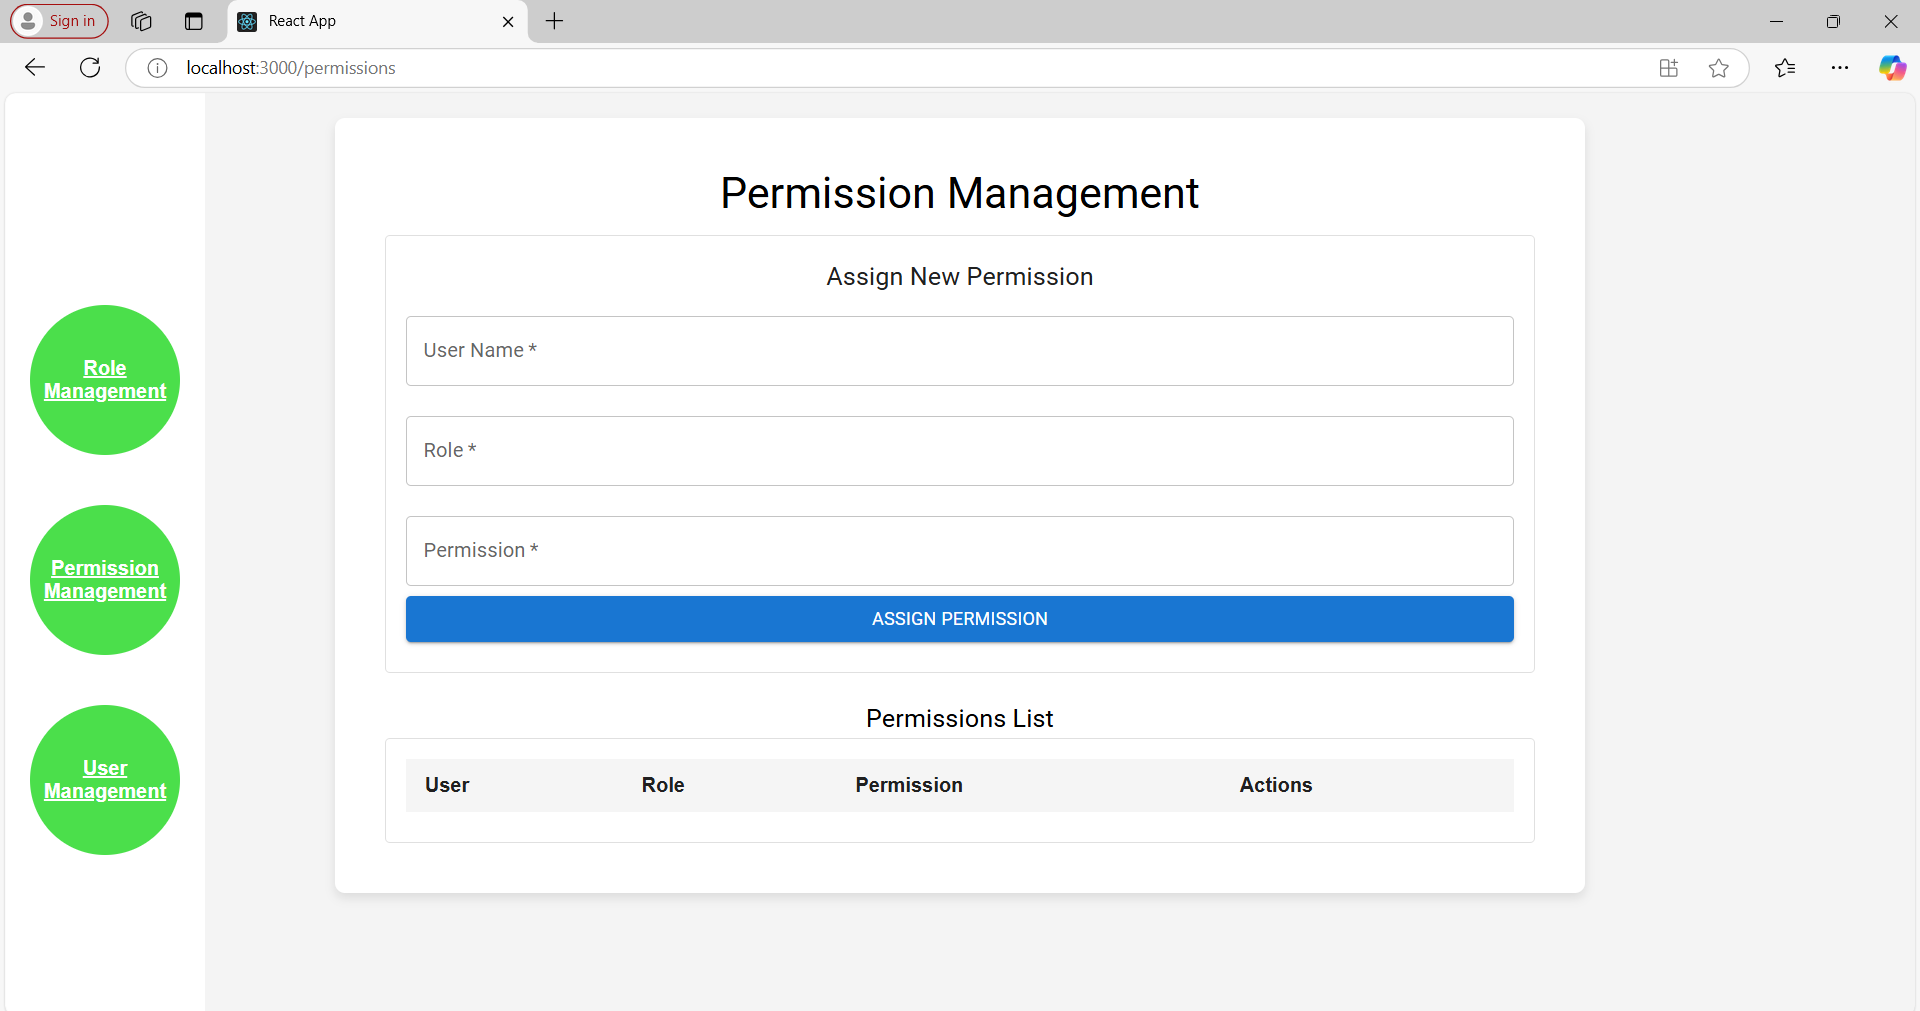 Sign in
React App
localhost:3000/permissions
Role
Management
Permission
Management
User
Management
Permission Management
Assign New Permission
User Name *
Role *
Permission *
ASSIGN PERMISSION
Permissions List
User Role Permission Actions